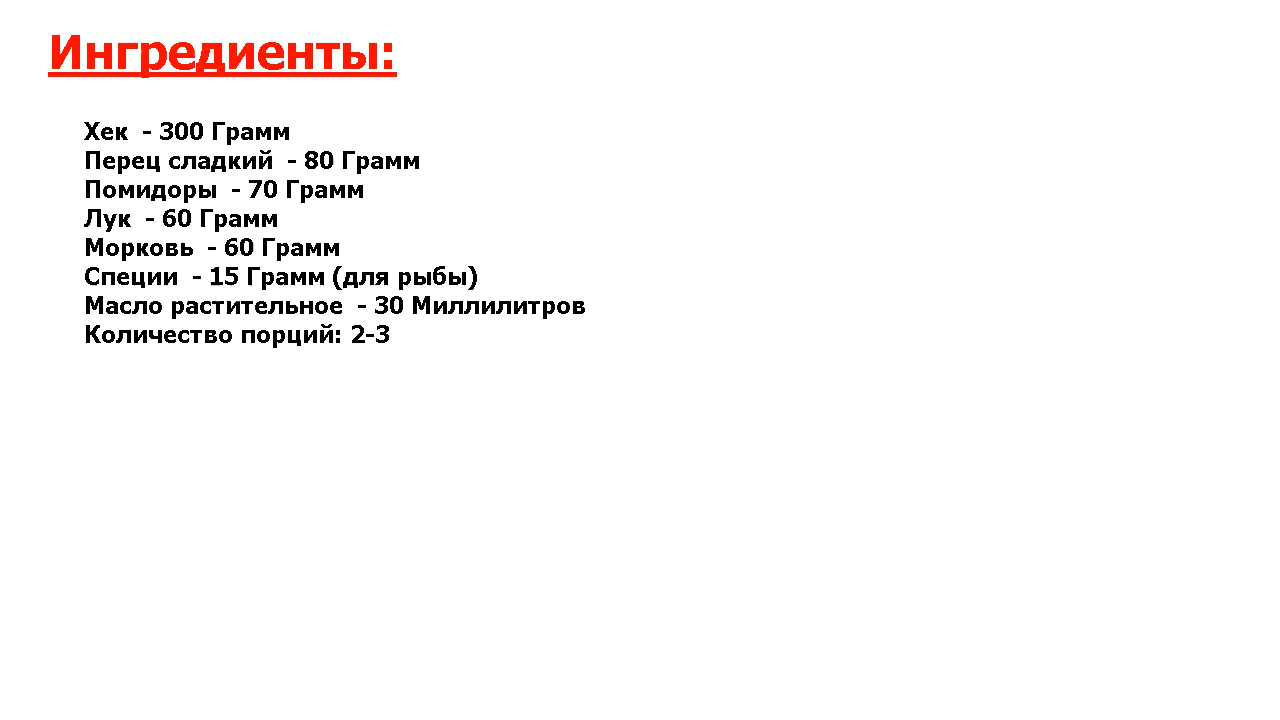 Ингредиенты:
Хек - 300 Грамм
Перец сладкий - 80 Грамм
Помидоры - 70 Грамм
Лук - 60 Грамм
Морковь - 60 Грамм
Специи - 15 Грамм (для рыбы)
Масло растительное - 30 Миллилитров
Количество порций: 2-3